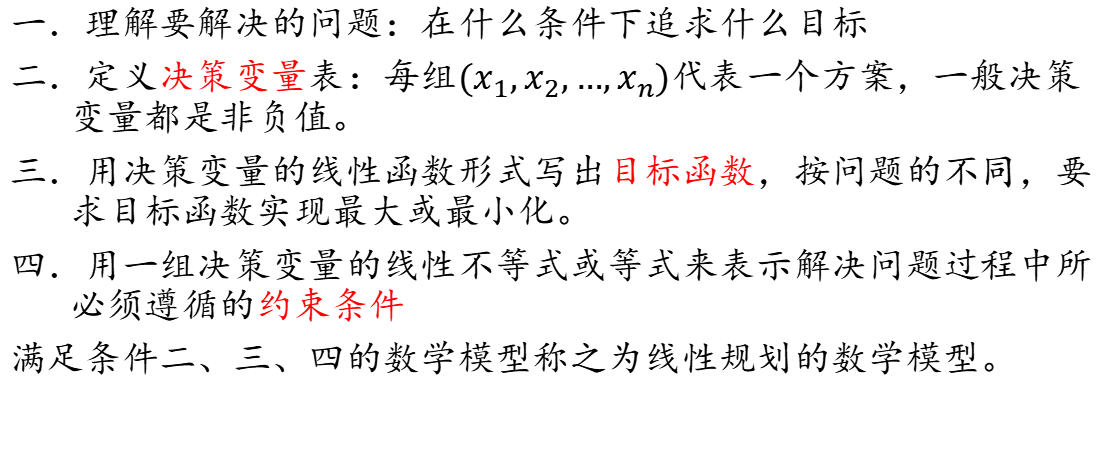 一．理解要解决的问题：在什么条件下追求什么目标
二．定义决策变量表：每组(x₁, x₂, …, xₙ)代表一个方案，一般决策
变量都是非负值。
三．用决策变量的线性函数形式写出目标函数，按问题的不同，要
求目标函数实现最大或最小化。
四．用一组决策变量的线性不等式或等式来表示解决问题过程中所
必须遵循的约束条件
满足条件二、三、四的数学模型称之为线性规划的数学模型。